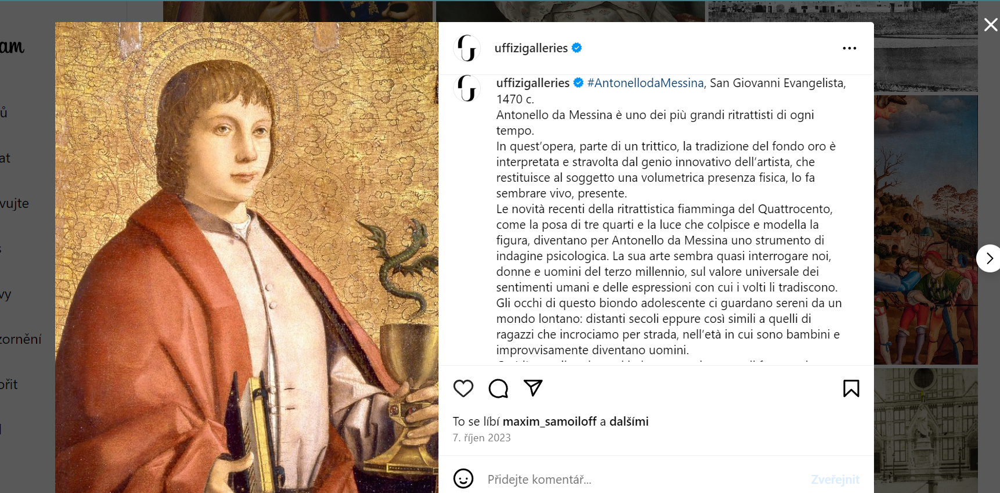 am
ů
at
vujte
s
vy
zornění
ořit
l
uffizigalleries
uffizigalleries #AntonellodaMessina, San Giovanni Evangelista,
1470 c.
Antonello da Messina è uno dei più grandi ritrattisti di ogni
tempo.
In quest’opera, parte di un trittico, la tradizione del fondo oro è
interpretata e stravolta dal genio innovativo dell’artista, che
restituisce al soggetto una volumetrica presenza fisica, lo fa
sembrare vivo, presente.
Le novità recenti della ritrattistica fiamminga del Quattrocento,
come la posa di tre quarti e la luce che colpisce e modella la
figura, diventano per Antonello da Messina uno strumento di
indagine psicologica. La sua arte sembra quasi interrogare noi,
donne e uomini del terzo millennio, sul valore universale dei
sentimenti umani e delle espressioni con cui i volti li tradiscono.
Gli occhi di questo biondo adolescente ci guardano sereni da un
mondo lontano: distanti secoli eppure così simili a quelli di
ragazzi che incrociamo per strada, nell’età in cui sono bambini e
improvvisamente diventano uomini.
To se líbí maxim_samoiloff a dalšími
7. říjen 2023
Přidejte komentář...
Zveřejnit